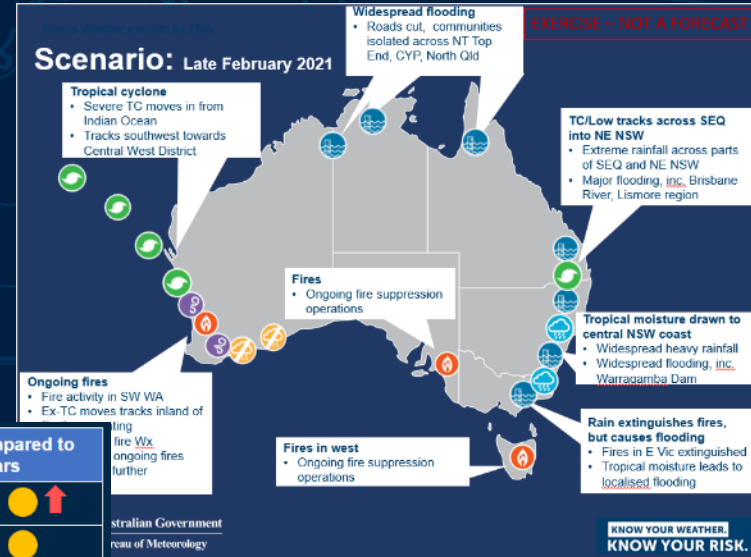 EXERCISE – NOT A FORECAST
Scenario: Late February 2021
Widespread flooding
• Roads cut, communities
isolated across NT Top
End, CYP, North Qld
Tropical cyclone
• Severe TC moves in from
Indian Ocean
• Tracks southwest towards
Central West District
TC/Low tracks across SEQ
into NE NSW
• Extreme rainfall across parts
of SEQ and NE NSW
• Major flooding, inc. Brisbane
River, Lismore region
Fires
• Ongoing fire suppression
operations
Tropical moisture drawn to
central NSW coast
• Widespread heavy rainfall
• Widespread flooding, inc.
Warragamba Dam
Ongoing fires
• Fire activity in SW WA
• Ex-TC moves tracks inland of
fire Wx
ongoing fires
further
Fires in west
• Ongoing fire suppression
operations
Rain extinguishes fires,
but causes flooding
• Fires in E Vic extinguished
• Tropical moisture leads to
localised flooding
KNOW YOUR WEATHER.
KNOW YOUR RISK.